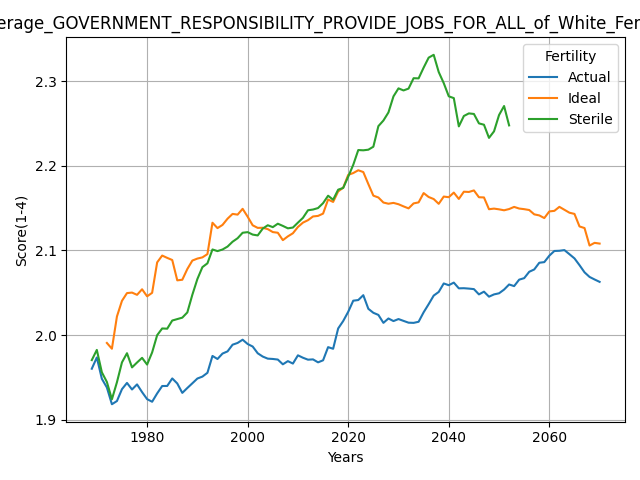 erage_GOVERNMENT_RESPONSIBILITY_PROVIDE_JOBS_FOR_ALL_of_White_Fer
Fertility
Actual
Ideal
Sterile
Score(1-4)
2.3
2.2
2.1
2.0
1.9
1980
2000
2020
2040
2060
Years